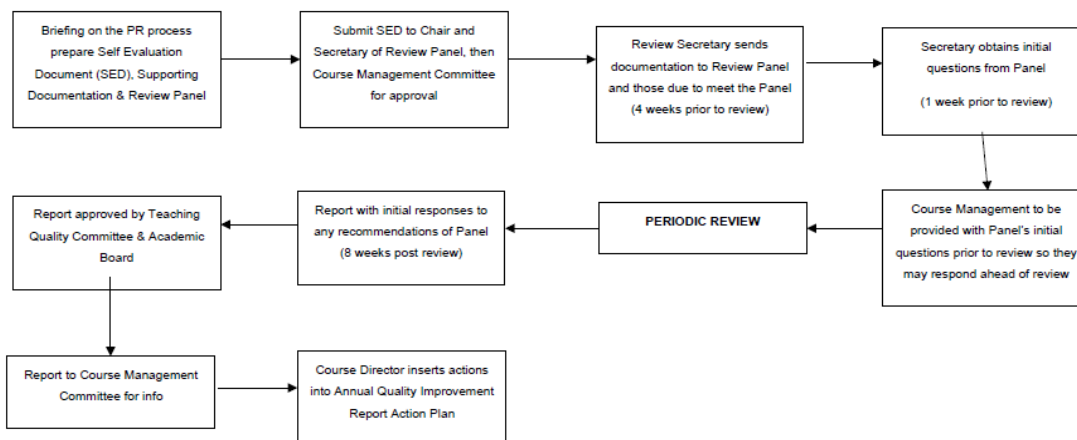 Briefing on the PR process
prepare Self Evaluation
Document (SED), Supporting
Documentation & Review Panel
Submit SED to Chair and
Secretary of Review Panel, then
Course Management Committee
for approval
Review Secretary sends
documentation to Review Panel
and those due to meet the Panel
(4 weeks prior to review)
Secretary obtains initial
questions from Panel
(1 week prior to review)
Course Management to be
provided with Panel's initial
questions prior to review so they
may respond ahead of review
PERIODIC REVIEW
Report with initial responses to
any recommendations of Panel
(8 weeks post review)
Report approved by Teaching
Quality Committee & Academic
Board
Report to Course Management
Committee for info
Course Director inserts actions
into Annual Quality Improvement
Report Action Plan